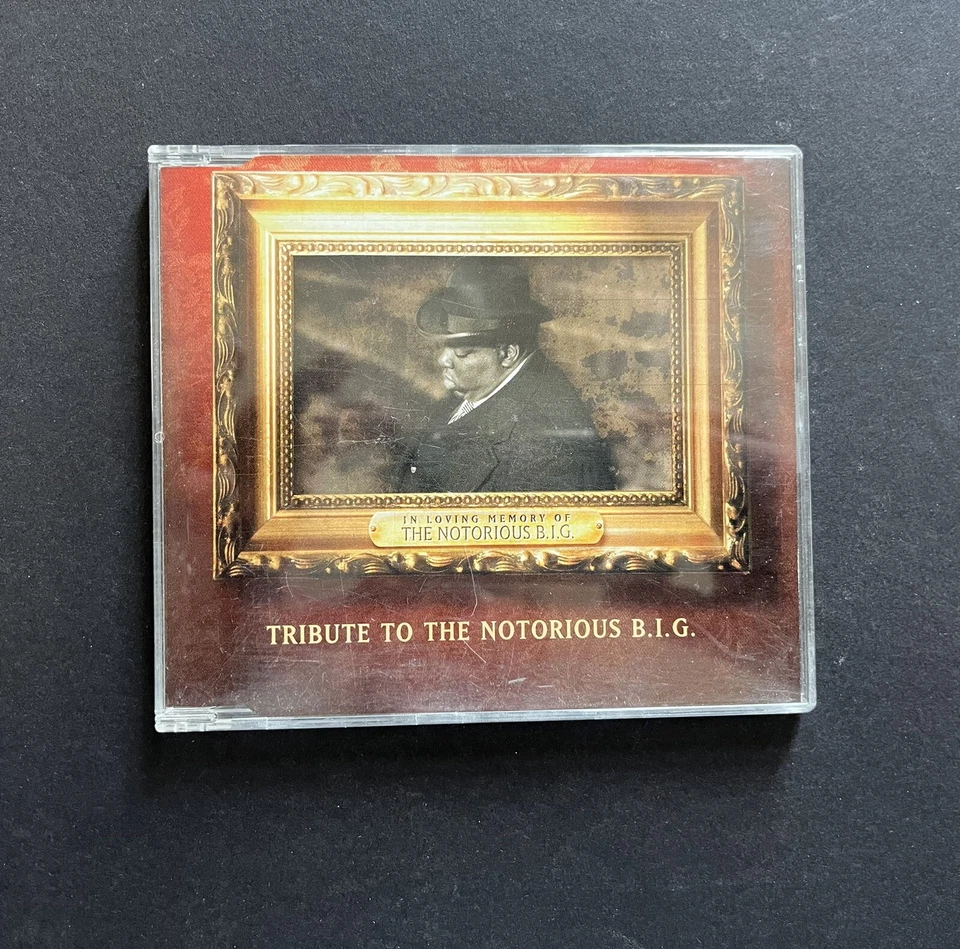 IN LOVING MEMORY OF
THE NOTORIOUS B.I.G.
TRIBUTE TO THE NOTORIOUS B.I.G.